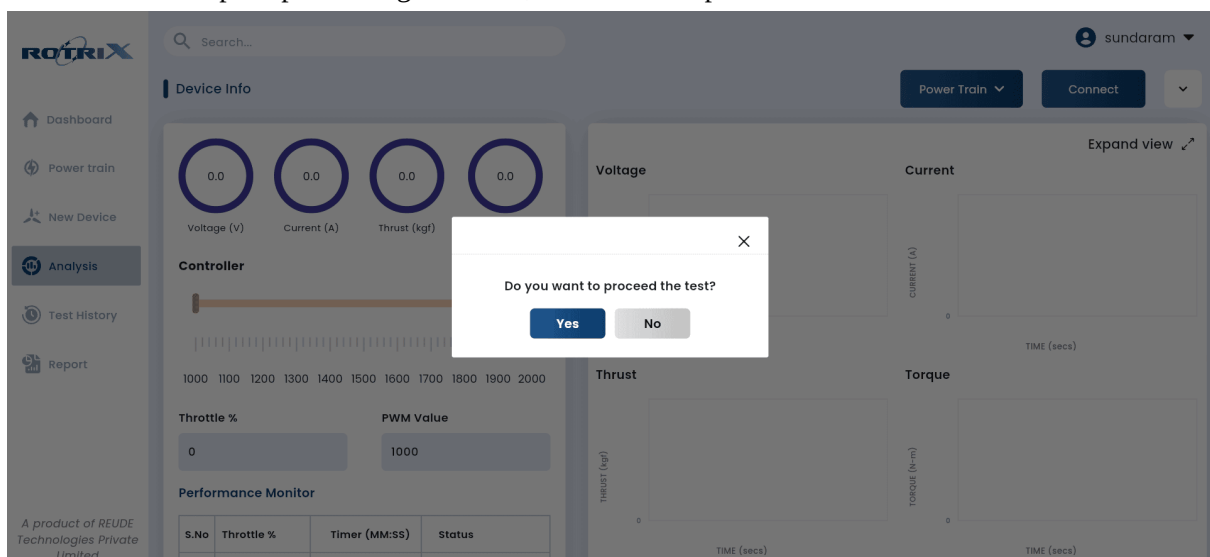 ROTRIX
Search...
sundaram
Device Info
Power Train
Connect
Dashboard
Power train
New Device
Analysis
Test History
Report
A product of REUDE
Technologies Private
Limited
0.0
0.0
0.0
0.0
Voltage (V)
Current (A)
Thrust (kgf)
Controller
1000 1100 1200 1300 1400 1500 1600 1700 1800 1900 2000
Throttle %
PWM Value
0
1000
Performance Monitor
S.No Throttle % Timer (MM:SS) Status
Do you want to proceed the test?
Yes
No
Expand view
Voltage
Current
CURRENT (A)
0
TIME (secs)
Thrust
Torque
THRUST (kgf)
0
TIME (secs)
TORQUE (N-m)
0
TIME (secs)